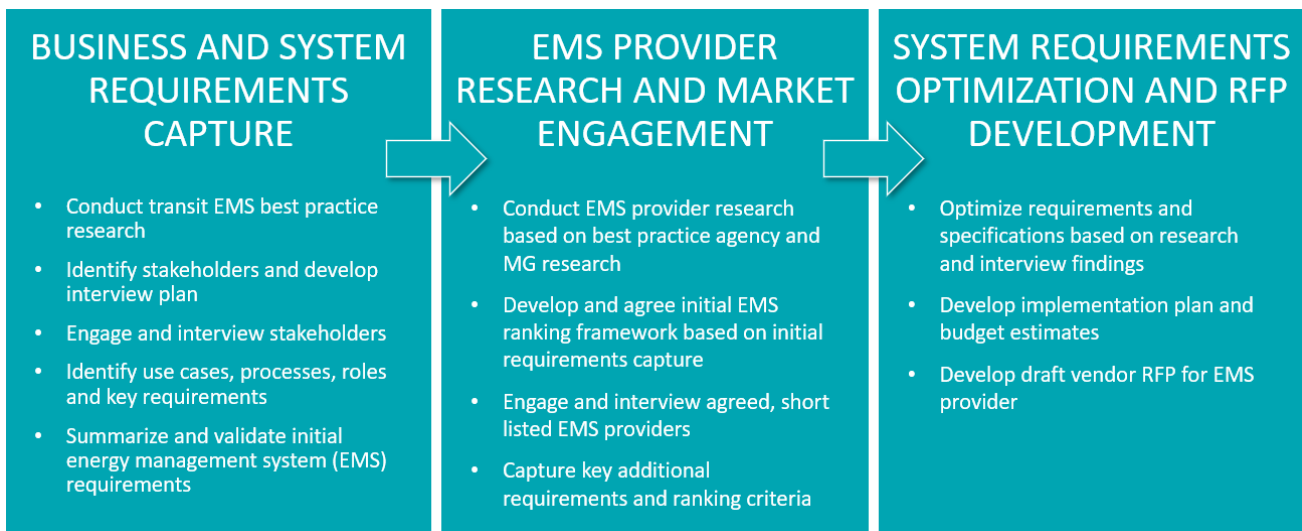 BUSINESS AND SYSTEM
REQUIREMENTS
CAPTURE
• Conduct transit EMS best practice
research
• Identify stakeholders and develop
interview plan
• Engage and interview stakeholders
• Identify use cases, processes, roles
and key requirements
• Summarize and validate initial
energy management system (EMS)
requirements
EMS PROVIDER
RESEARCH AND MARKET
ENGAGEMENT
• Conduct EMS provider research
based on best practice agency and
MG research
• Develop and agree initial EMS
ranking framework based on initial
requirements capture
• Engage and interview agreed, short
listed EMS providers
• Capture key additional
requirements and ranking criteria
SYSTEM REQUIREMENTS
OPTIMIZATION AND RFP
DEVELOPMENT
• Optimize requirements and
specifications based on research
and interview findings
• Develop implementation plan and
budget estimates
• Develop draft vendor RFP for EMS
provider